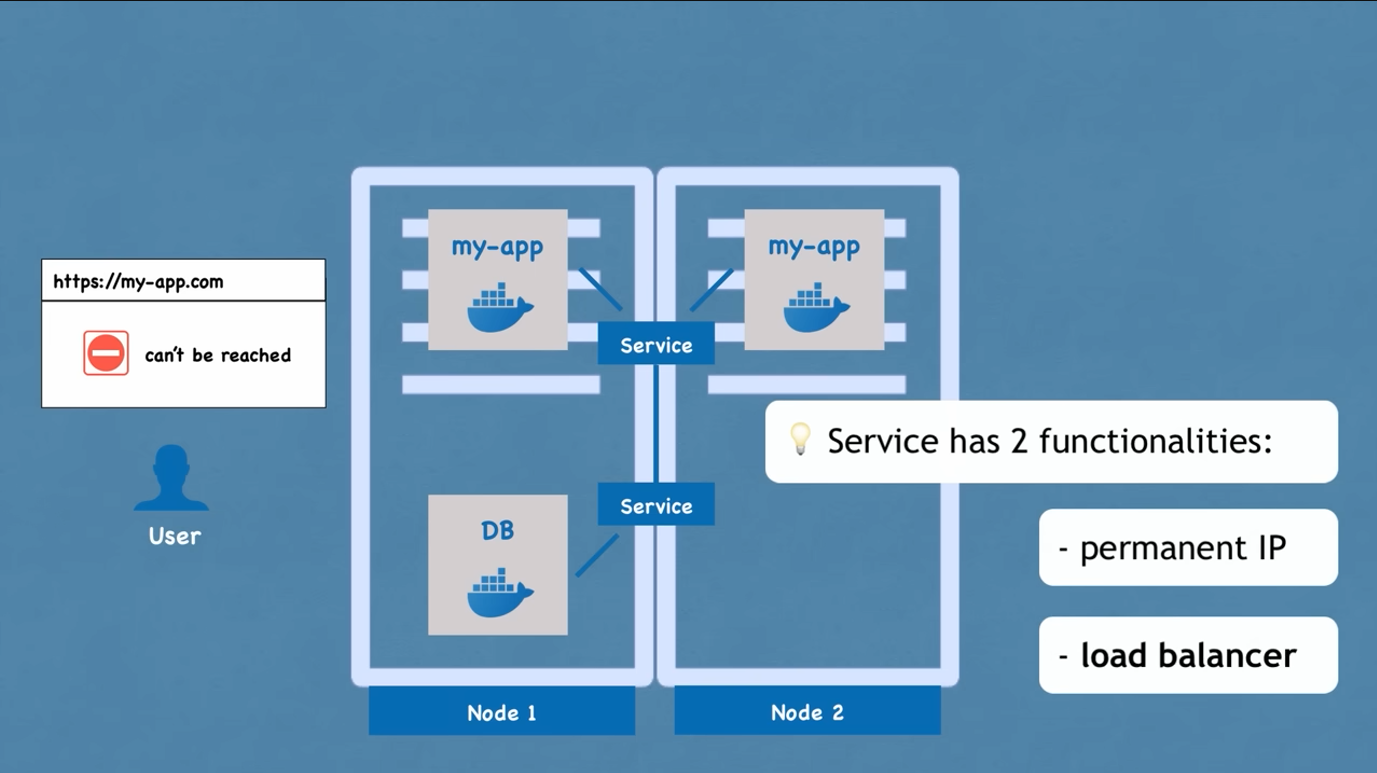 https://my-app.com
can't be reached
User
my-app
my-app
Service
Service
DB
Node 1
Node 2
Service has 2 functionalities:
- permanent IP
- load balancer